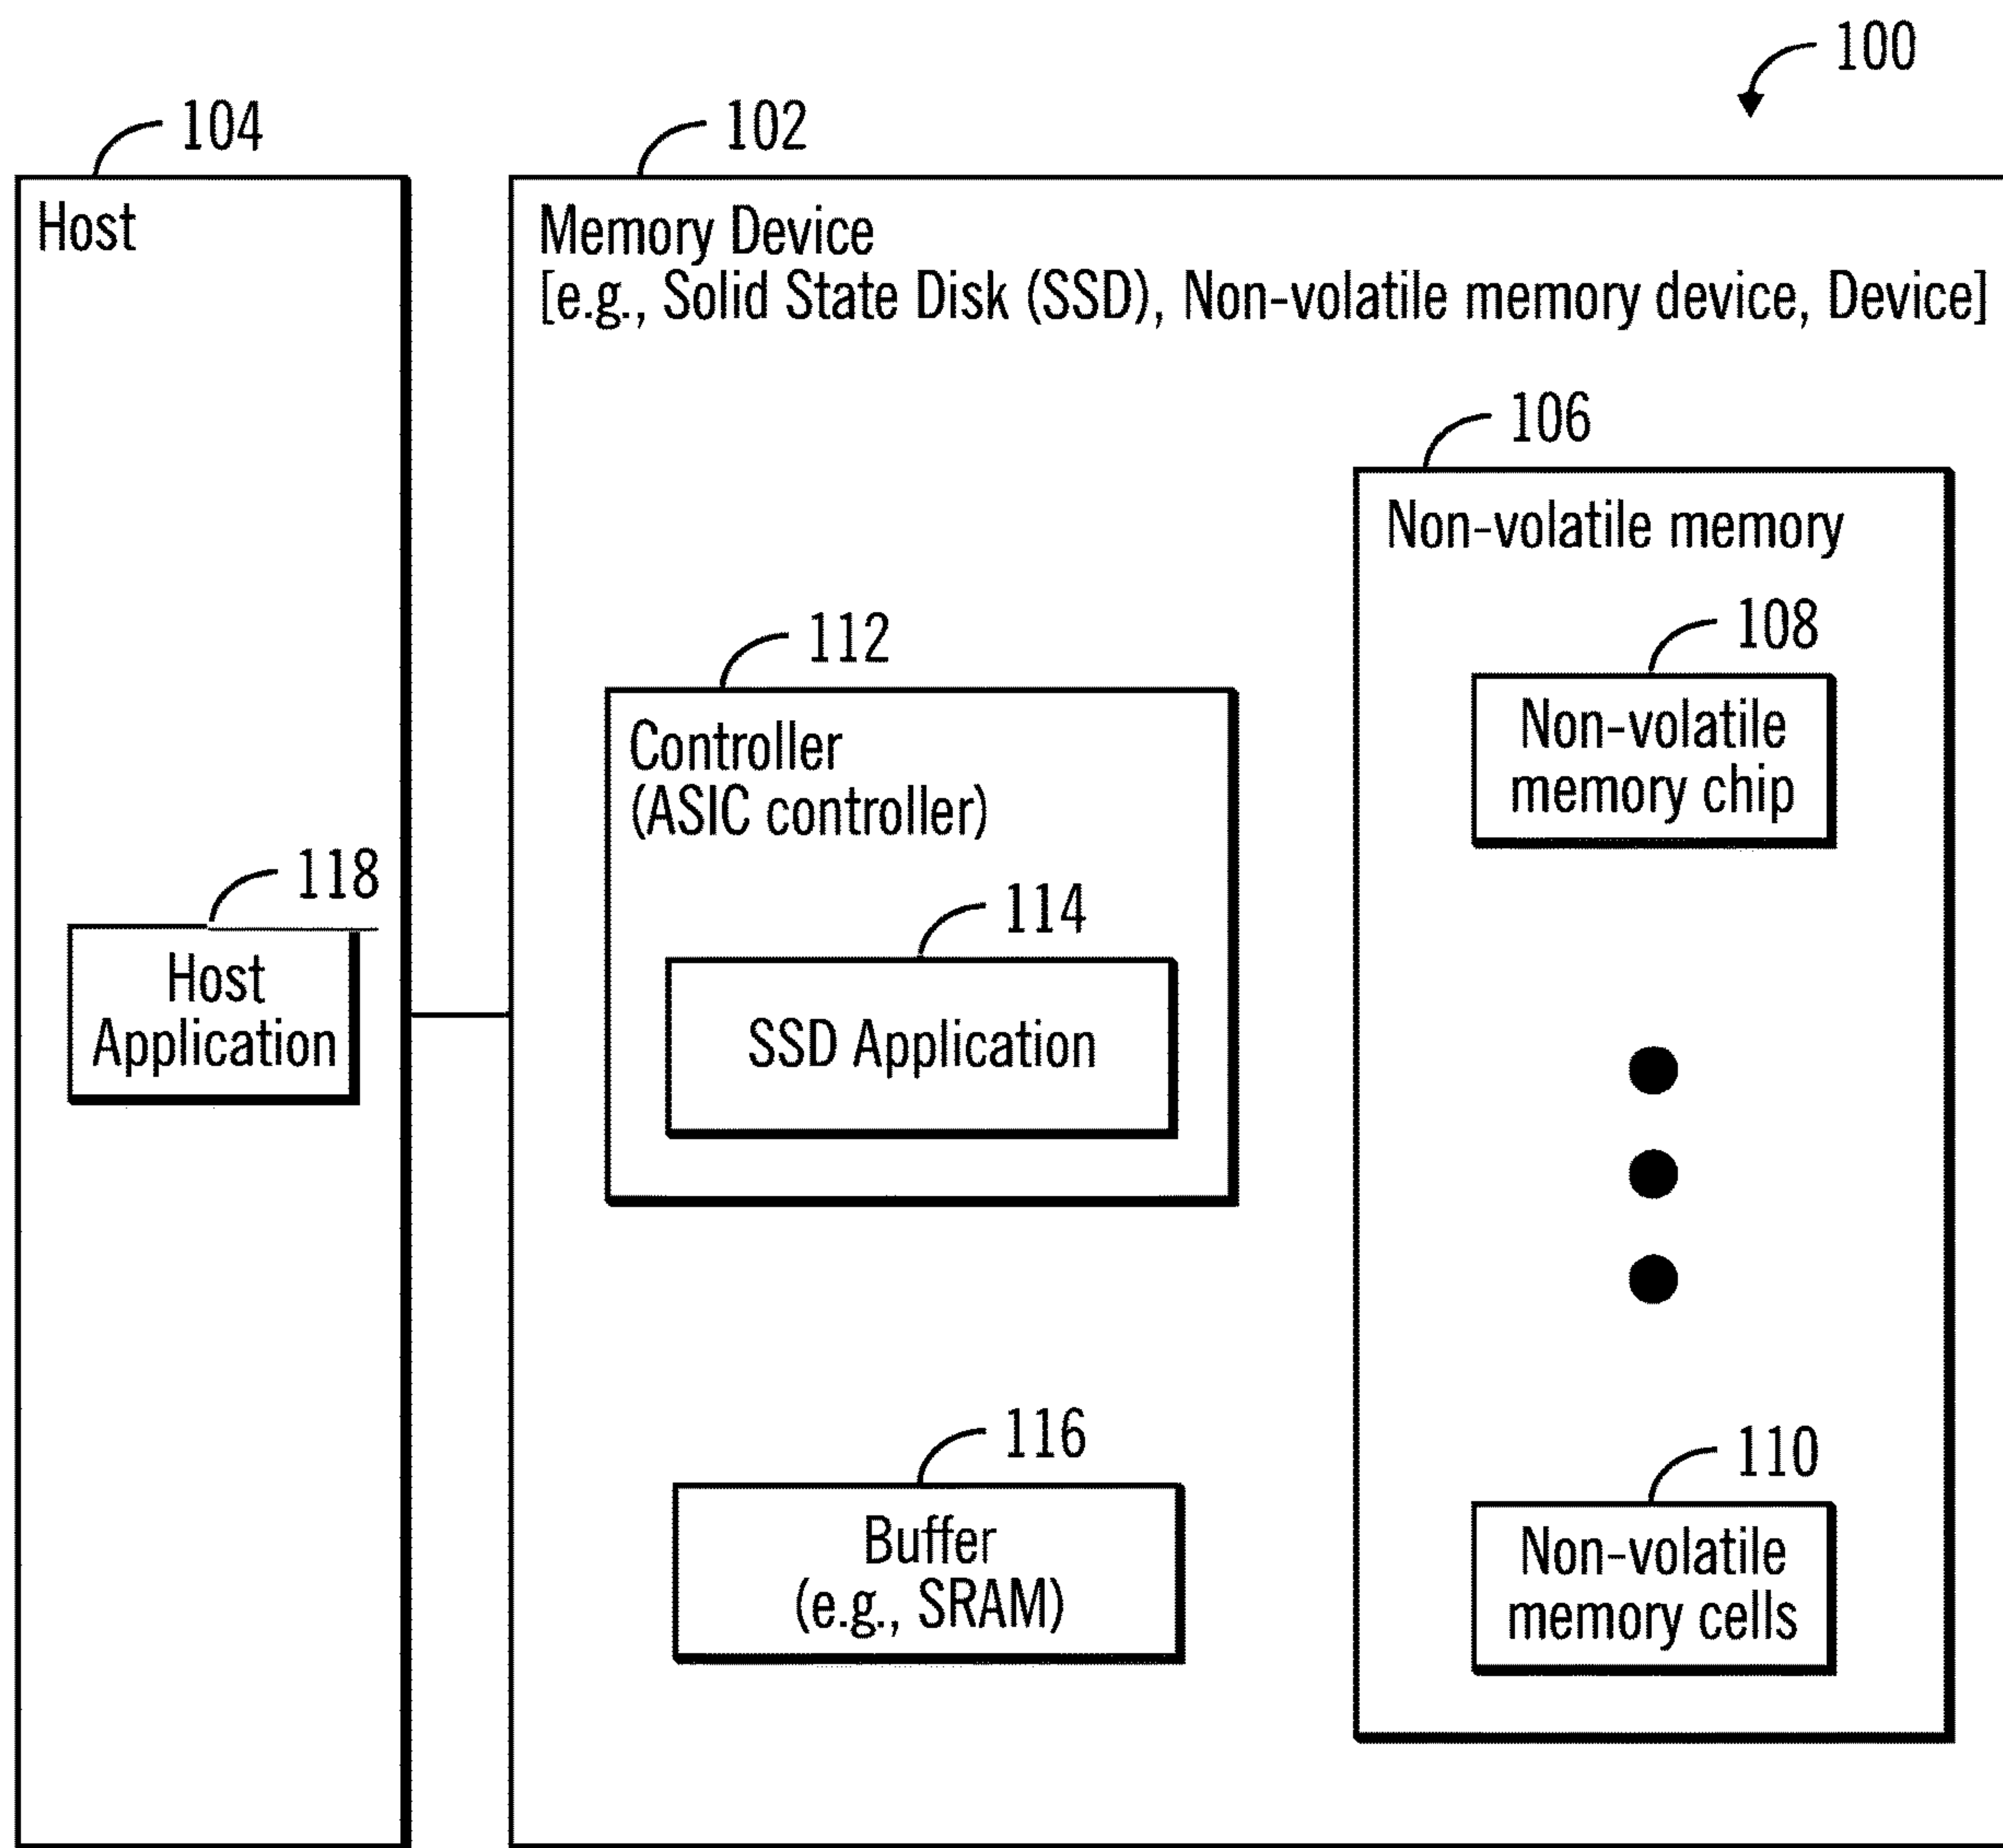 100
104
Host
118
Host
Application
102
Memory Device
[e.g., Solid State Disk (SSD), Non-volatile memory device, Device]
112
Controller
(ASIC controller)
114
SSD Application
116
Buffer
(e.g., SRAM)
106
Non-volatile memory
108
Non-volatile
memory chip
110
Non-volatile
memory cells